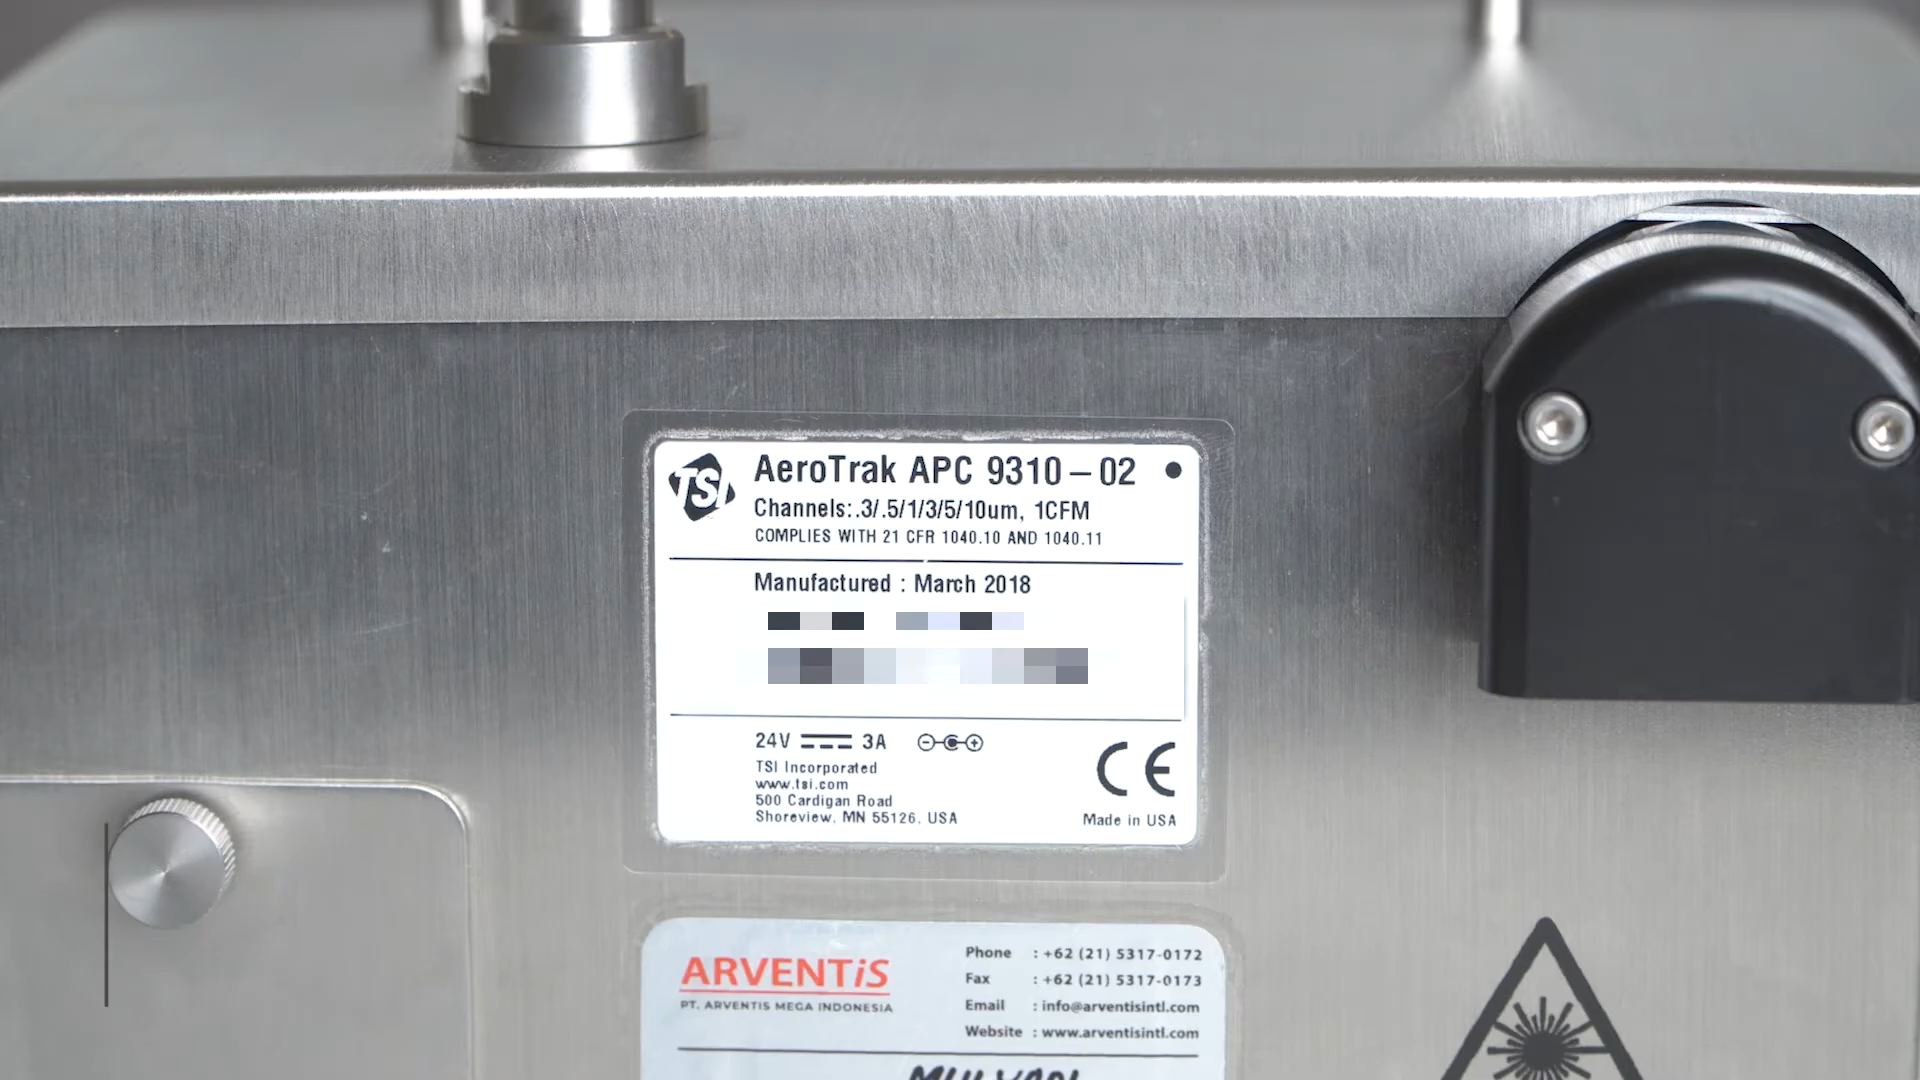 TSI
AeroTrak APC 9310-02
Channels: .3/.5/1/3/5/10um, 1CFM
COMPLIES WITH 21 CFR 1040.10 AND 1040.11
Manufactured : March 2018
24V 3A
TSI Incorporated
www.tsi.com
500 Cardigan Road
Shoreview, MN 55126, USA
CE
Made in USA
ARVENTiS
PT. ARVENTIS MEGA INDONESIA
Phone : +62 (21) 5317-0172
Fax : +62 (21) 5317-0173
Email : info@arventisintl.com
Website : www.arventisintl.com